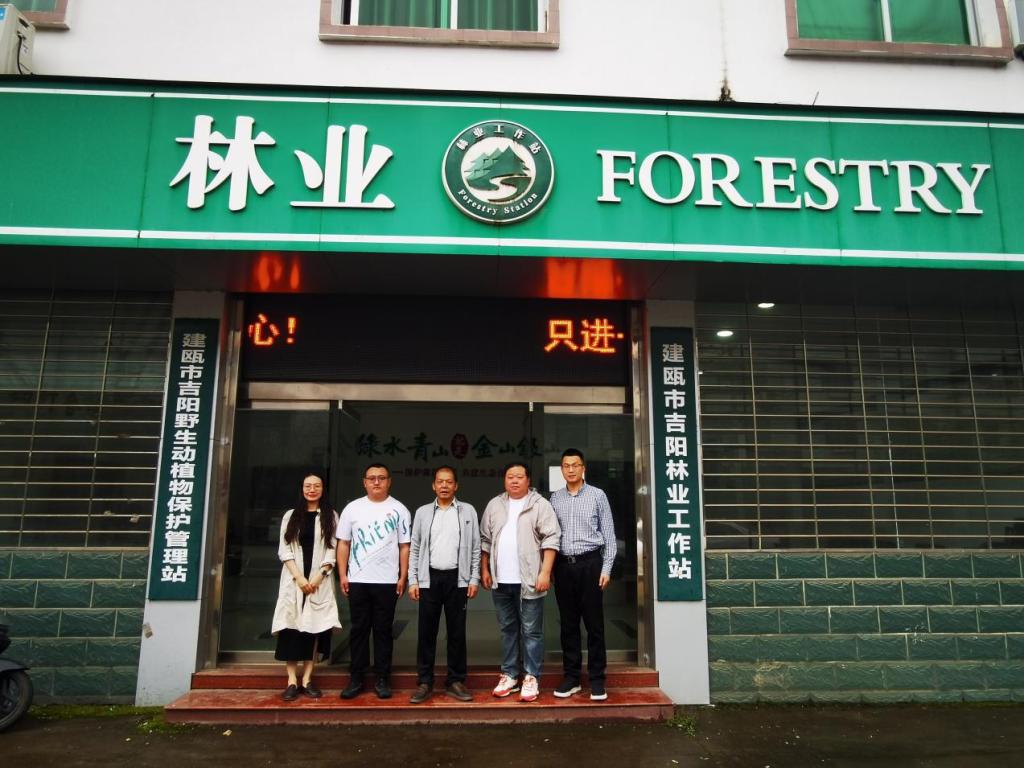 林业
林业工作站
Forestry Station
FORESTRY
心！
只进
建瓯市吉阳野生动植物保护管理站
建瓯市吉阳林业工作站
绿水青山
金山银山
FRIENDS